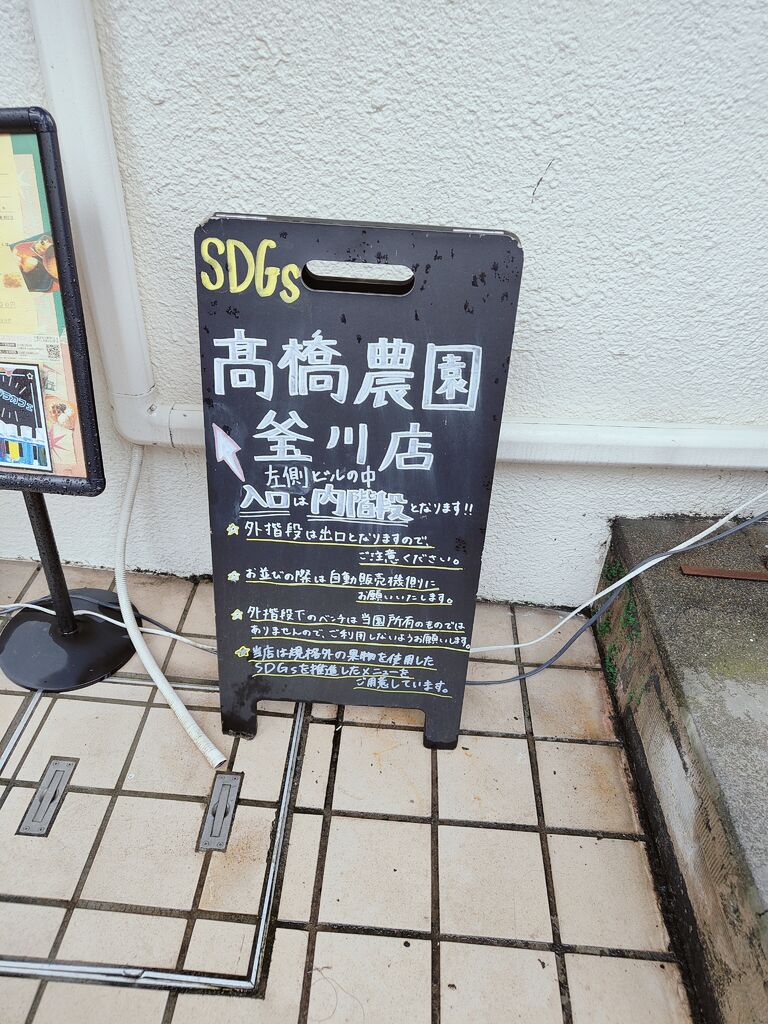 SDGs
髙橋農園
釜川店
左側ビルの中
入口は内階段となります!!
外階段は出口となりますので、
ご注意ください。
お並びの際は自動販売機側に
お願いいたします。
外階段下のベンチは当園所有のものでは
ありませんので、ご利用しないようお願いします。
当店は規格外の果物を使用した
SDGsを推進したメニューを
ご用意しています。